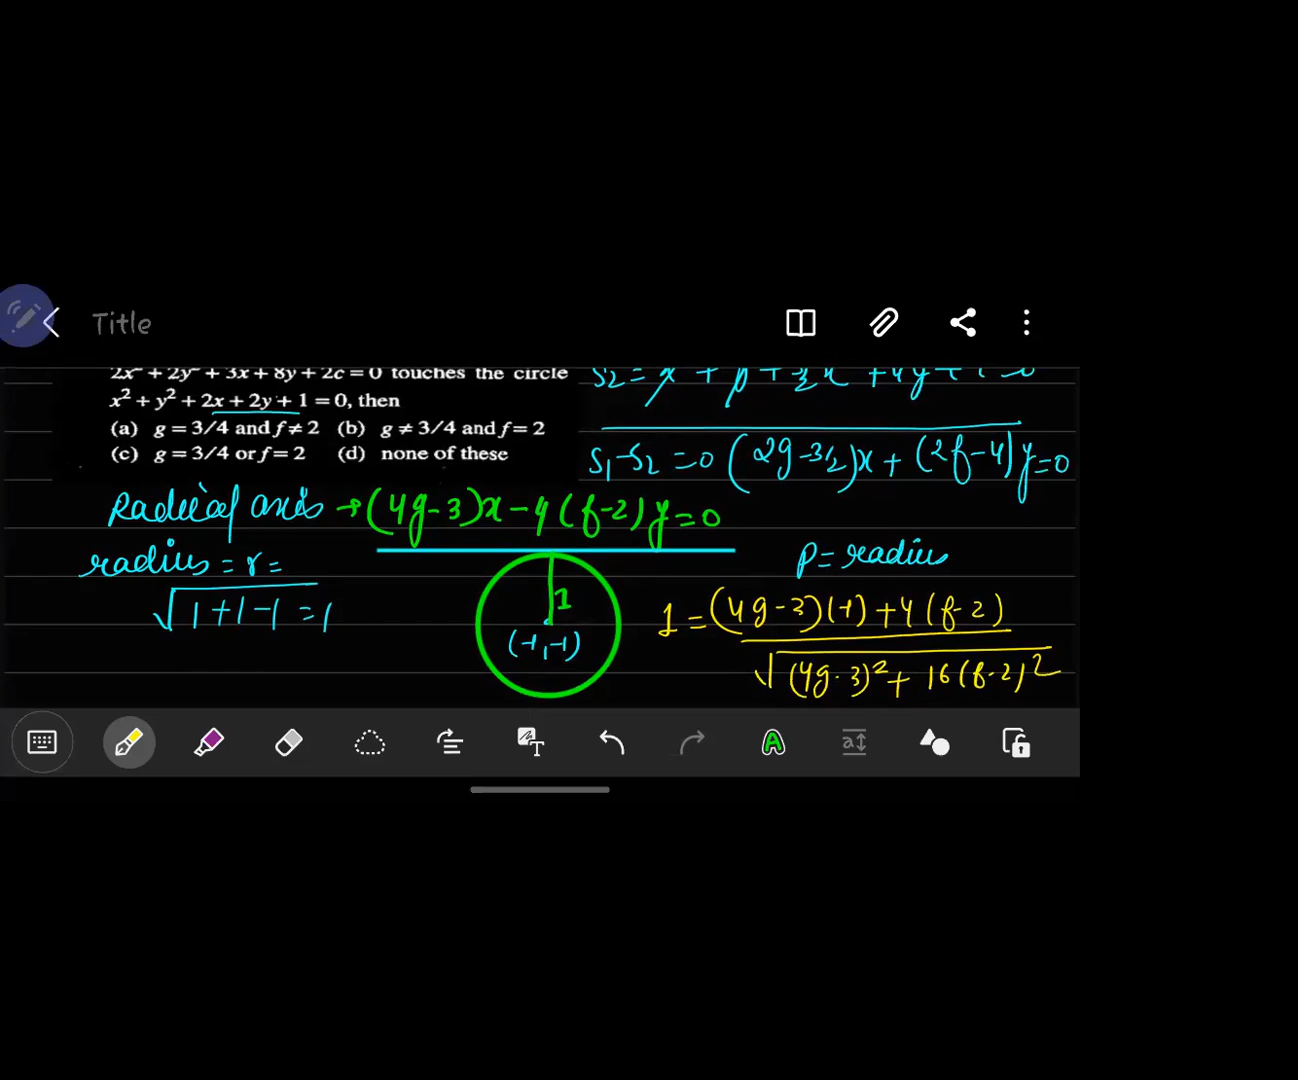 Title
2x² + 2y² + 3x + 8y + 2c = 0 touches the circle
x² + y² + 2x + 2y + 1 = 0, then
(a) g = 3/4 and f ≠ 2 (b) g ≠ 3/4 and f = 2
(c) g = 3/4 or f = 2 (d) none of these
S₁-S₂ = 0 (2g-3/2)x + (2f-4)y = 0
Radical axis → (4g-3)x - 4(f-2)y = 0
radius = r =
√1+1-1 = 1
1
(-1,-1)
P = radius
1 = (4g-3)(-1) + 4(f-2)
√(4g-3)² + 16(f-2)²